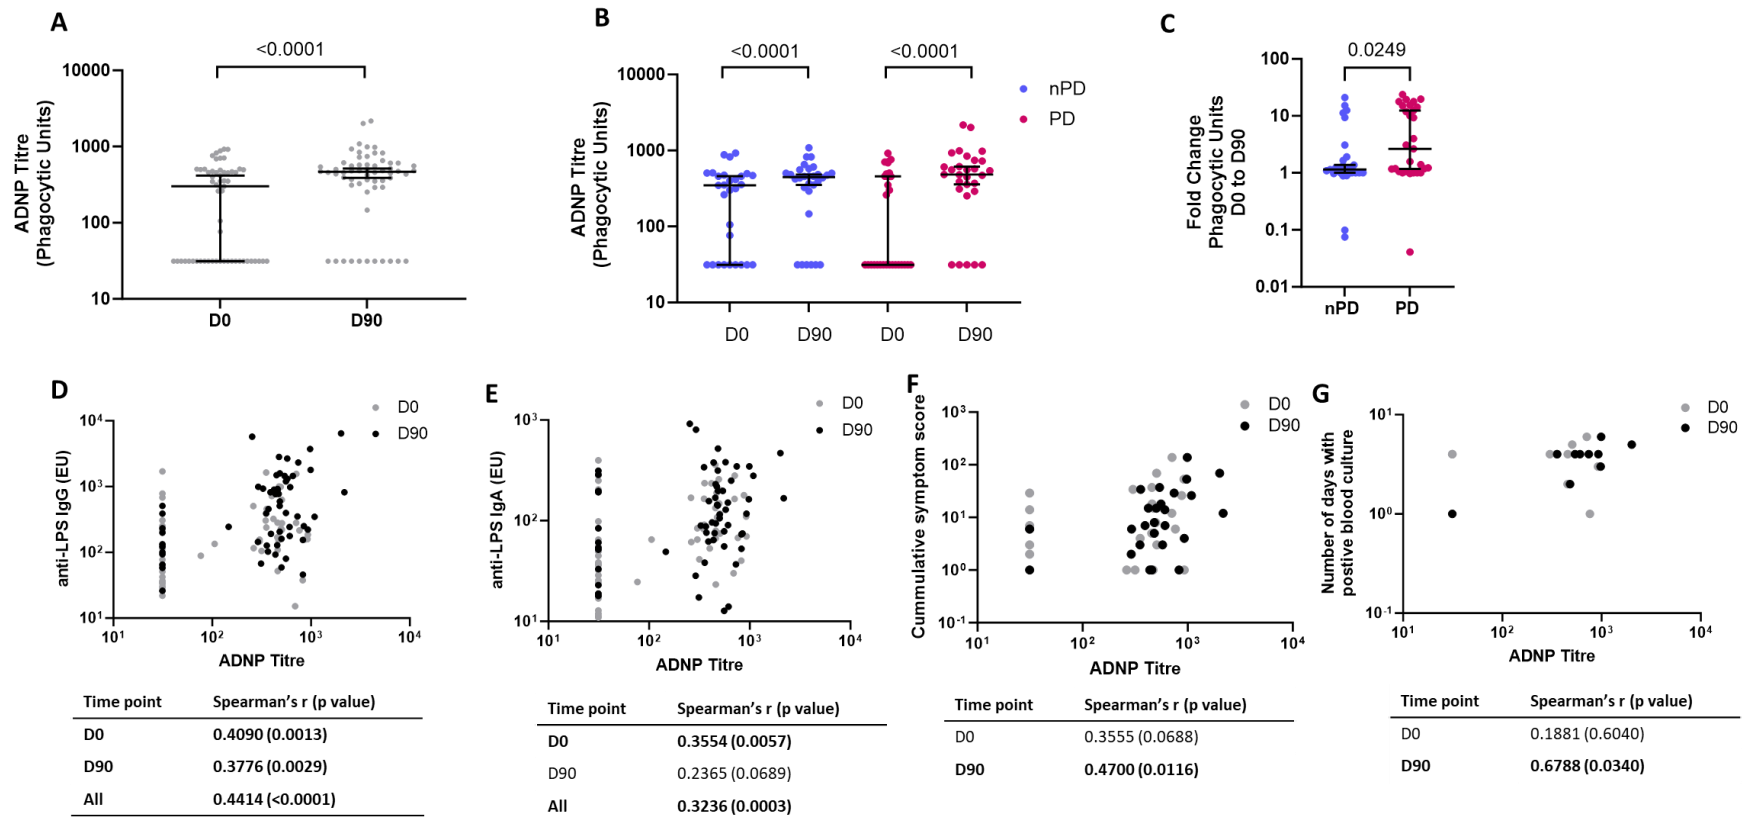 A
<0.0001
10000
1000
100
10
ADNP Titre
(Phagocytic Units)
D0
D90
B
<0.0001
<0.0001
10000
1000
100
10
ADNP Titre
(Phagocytic Units)
D0
D90
D0
D90
nPD
PD
C
0.0249
100
10
1
0.1
0.01
Fold Change
Phagocytic Units
D0 to D90
nPD
PD
D
D0
D90
10⁴
10³
10²
10¹
anti-LPS IgG (EU)
10¹
10²
10³
10⁴
ADNP Titre
Time point Spearman’s r (p value)
D0 0.4090 (0.0013)
D90 0.3776 (0.0029)
All 0.4414 (<0.0001)
E
D0
D90
10³
10²
10¹
anti-LPS IgA (EU)
10¹
10²
10³
10⁴
ADNP Titre
Time point Spearman’s r (p value)
D0 0.3554 (0.0057)
D90 0.2365 (0.0689)
All 0.3236 (0.0003)
F
D0
D90
10³
10²
10¹
10⁰
10⁻¹
Cummulative symptom score
10¹
10²
10³
10⁴
ADNP Titre
Time point Spearman’s r (p value)
D0 0.3555 (0.0688)
D90 0.4700 (0.0116)
G
D0
D90
10¹
10⁰
10⁻¹
Number of days with
postive blood culture
10¹
10²
10³
10⁴
ADNP Titre
Time point Spearman’s r (p value)
D0 0.1881 (0.6040)
D90 0.6788 (0.0340)